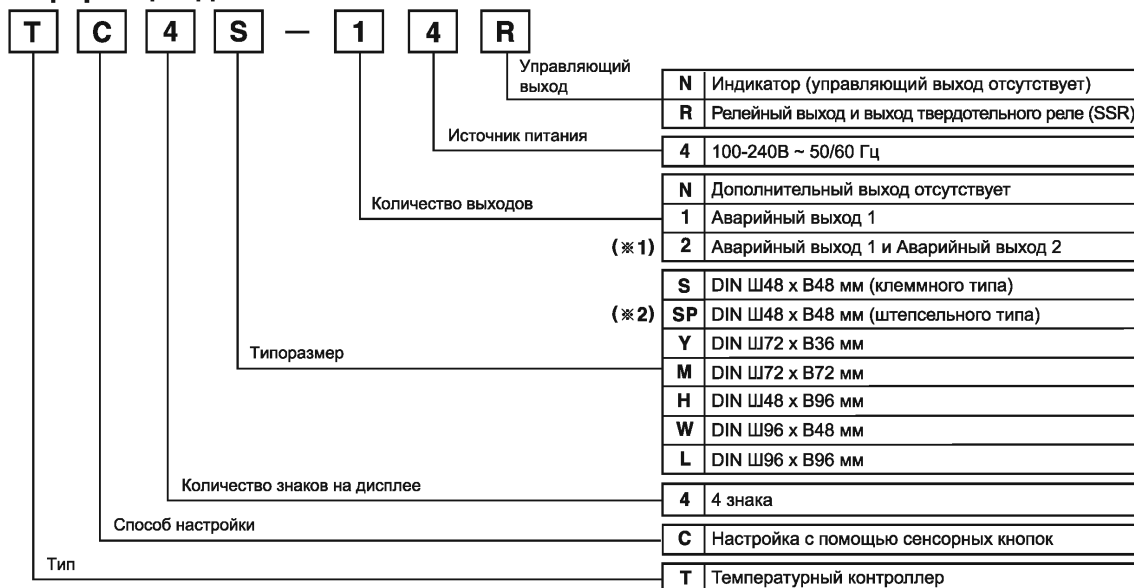 T C 4 S — 1 4 R
Управляющий
выход
N Индикатор (управляющий выход отсутствует)
R Релейный выход и выход твердотельного реле (SSR)
Источник питания
4 100-240В ~ 50/60 Гц
Количество выходов
N Дополнительный выход отсутствует
1 Аварийный выход 1
(※1) 2 Аварийный выход 1 и Аварийный выход 2
Типоразмер
S DIN Ш48 x В48 мм (клеммного типа)
(※2) SP DIN Ш48 x В48 мм (штепсельного типа)
Y DIN Ш72 x В36 мм
M DIN Ш72 x В72 мм
H DIN Ш48 x В96 мм
W DIN Ш96 x В48 мм
L DIN Ш96 x В96 мм
Количество знаков на дисплее
4 4 знака
Способ настройки
C Настройка с помощью сенсорных кнопок
Тип
T Температурный контроллер